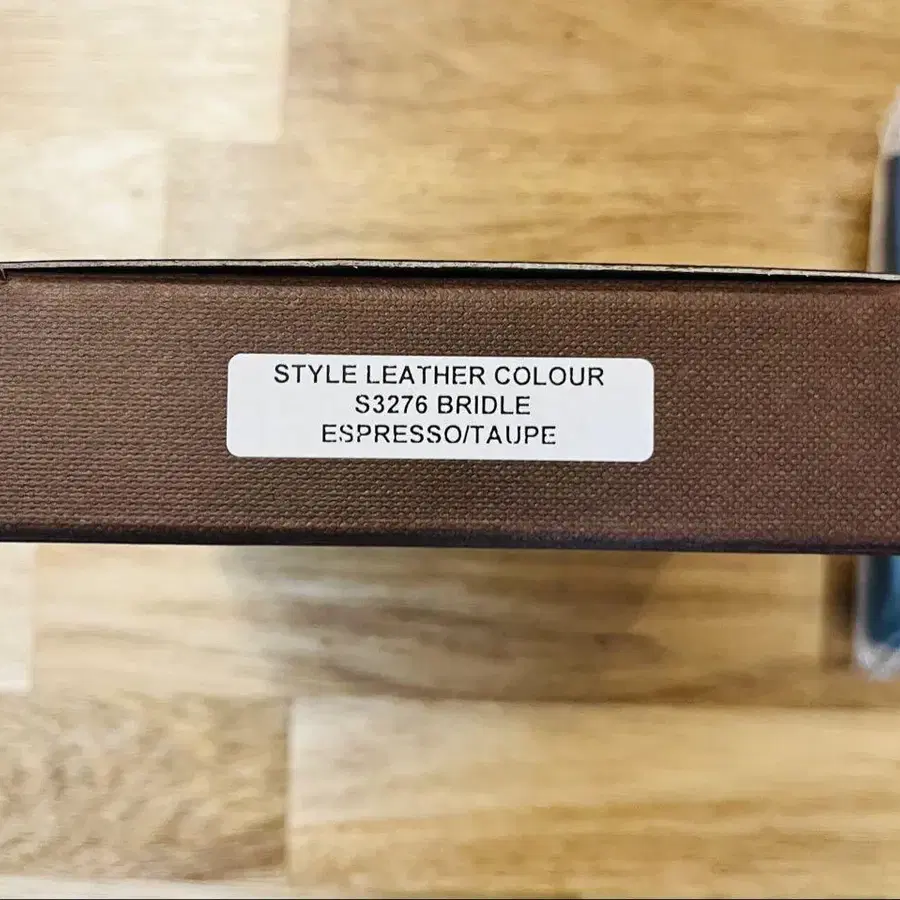 STYLE LEATHER COLOUR
S3276 BRIDLE
ESPRESSO/TAUPE